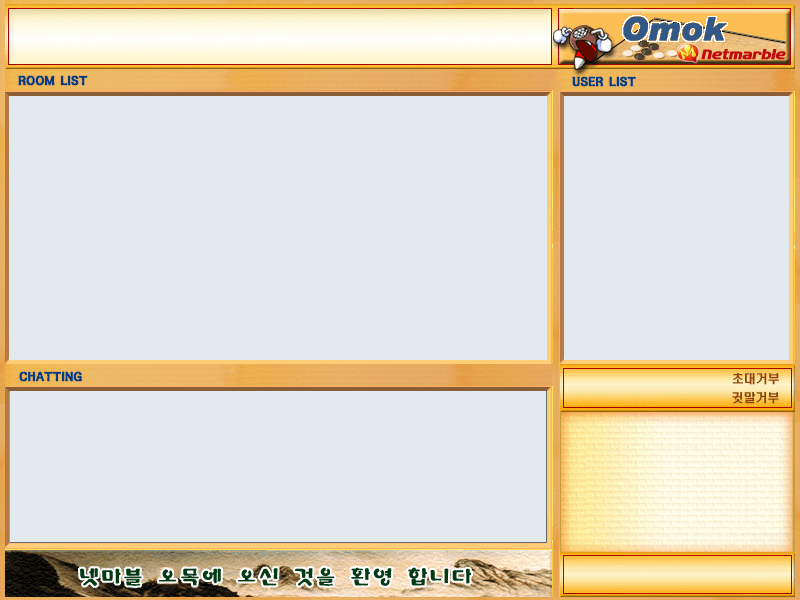 Omok
Netmarble
ROOM LIST
USER LIST
CHATTING
초대거부
귓말거부
넷마블 오목에 오신 것을 환영 합니다